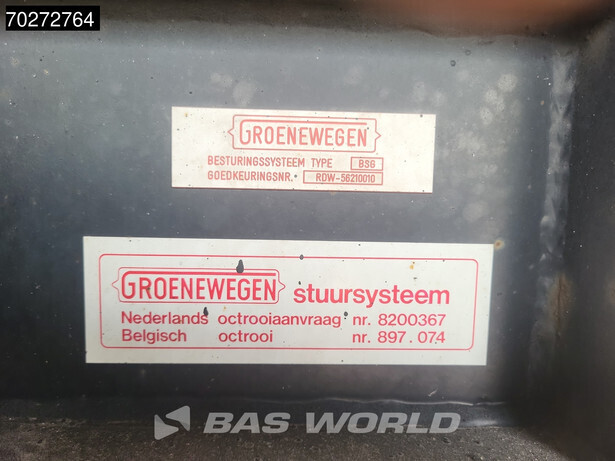 70272764
GROENEWEGEN
BESTURINGSSYSTEEM TYPE BSG
GOEDKEURINGSNR. RDW-56210010
GROENEWEGEN stuursysteem
Nederlands octrooiaanvraag nr. 8200367
Belgisch octrooi nr. 897.074
BAS WORLD